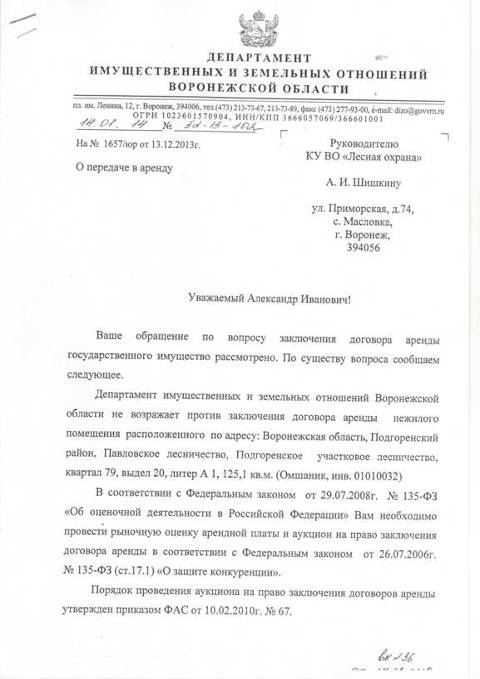 ДЕПАРТАМЕНТ
ИМУЩЕСТВЕННЫХ И ЗЕМЕЛЬНЫХ ОТНОШЕНИЙ
ВОРОНЕЖСКОЙ ОБЛАСТИ
пл. им. Ленина, 12, г. Воронеж, 394006, тел.(473) 213-73-67, 213-73-89, факс (473) 277-93-00, e-mail: dizo@govvrn.ru
ОГРН 1023601570904, ИНН/КПП 3666057069/366601001
№
На № 1657/юр от 13.12.2013г.
О передаче в аренду
Руководителю
КУ ВО «Лесная охрана»
А. И. Шишкину
ул. Приморская, д.74,
с. Масловка,
г. Воронеж,
394056
Уважаемый Александр Иванович!
Ваше обращение по вопросу заключения договора аренды
государственного имущество рассмотрено. По существу вопроса сообщаем
следующее.
Департамент имущественных и земельных отношений Воронежской
области не возражает против заключения договора аренды нежилого
помещения расположенного по адресу: Воронежская область, Подгоренский
район, Павловское лесничество, Подгоренское участковое лесничество,
квартал 79, выдел 20, литер А 1, 125,1 кв.м. (Омшаник, инв. 01010032)
В соответствии с Федеральным законом от 29.07.2008г. № 135-ФЗ
«Об оценочной деятельности в Российской Федерации» Вам необходимо
провести рыночную оценку арендной платы и аукцион на право заключения
договора аренды в соответствии с Федеральным законом от 26.07.2006г.
№ 135-ФЗ (ст.17.1) «О защите конкуренции».
Порядок проведения аукциона на право заключения договоров аренды
утвержден приказом ФАС от 10.02.2010г. № 67.